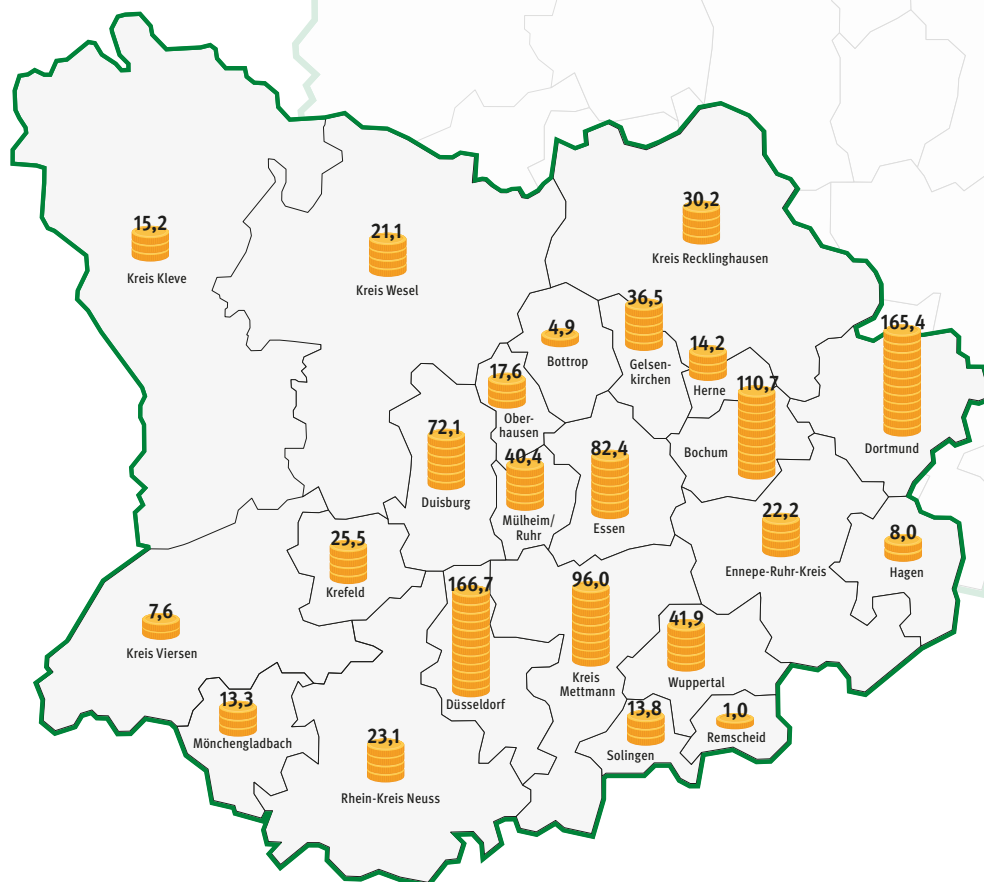 15,2
Kreis Kleve
21,1
Kreis Wesel
30,2
Kreis Recklinghausen
4,9
Bottrop
36,5
Gelsen-
kirchen
14,2
Herne
165,4
Dortmund
17,6
Ober-
hausen
110,7
Bochum
72,1
Duisburg
40,4
Mülheim/
Ruhr
82,4
Essen
22,2
Ennepe-Ruhr-Kreis
8,0
Hagen
25,5
Krefeld
7,6
Kreis Viersen
166,7
Düsseldorf
96,0
Kreis
Mettmann
41,9
Wuppertal
13,3
Mönchengladbach
23,1
Rhein-Kreis Neuss
13,8
Solingen
1,0
Remscheid